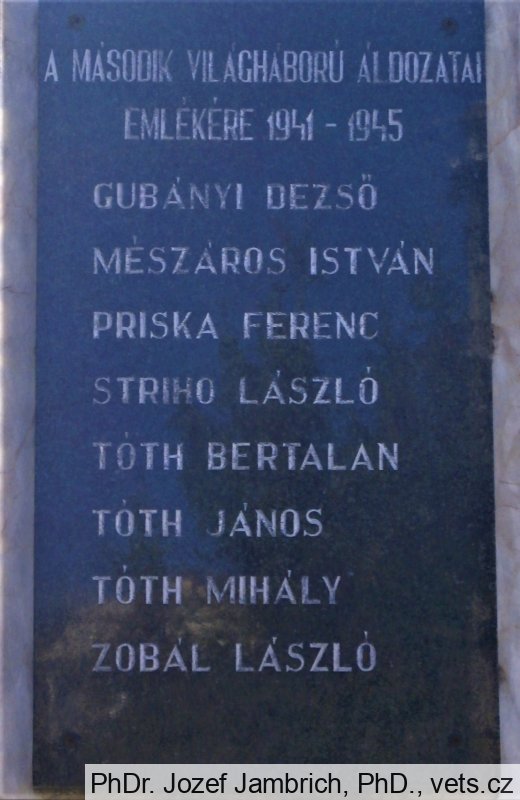 A MÁSODIK VILÁGHÁBORÚ ÁLDOZATAI
EMLÉKÉRE 1941 - 1945
GUBÁNYI DEZSŐ
MÉSZÁROS ISTVÁN
PRISKA FERENC
STRIHO LÁSZLÓ
TÓTH BERTALAN
TÓTH JÁNOS
TÓTH MIHÁLY
ZOBÁL LÁSZLÓ
PhDr. Jozef Jambrich, PhD., vets.cz